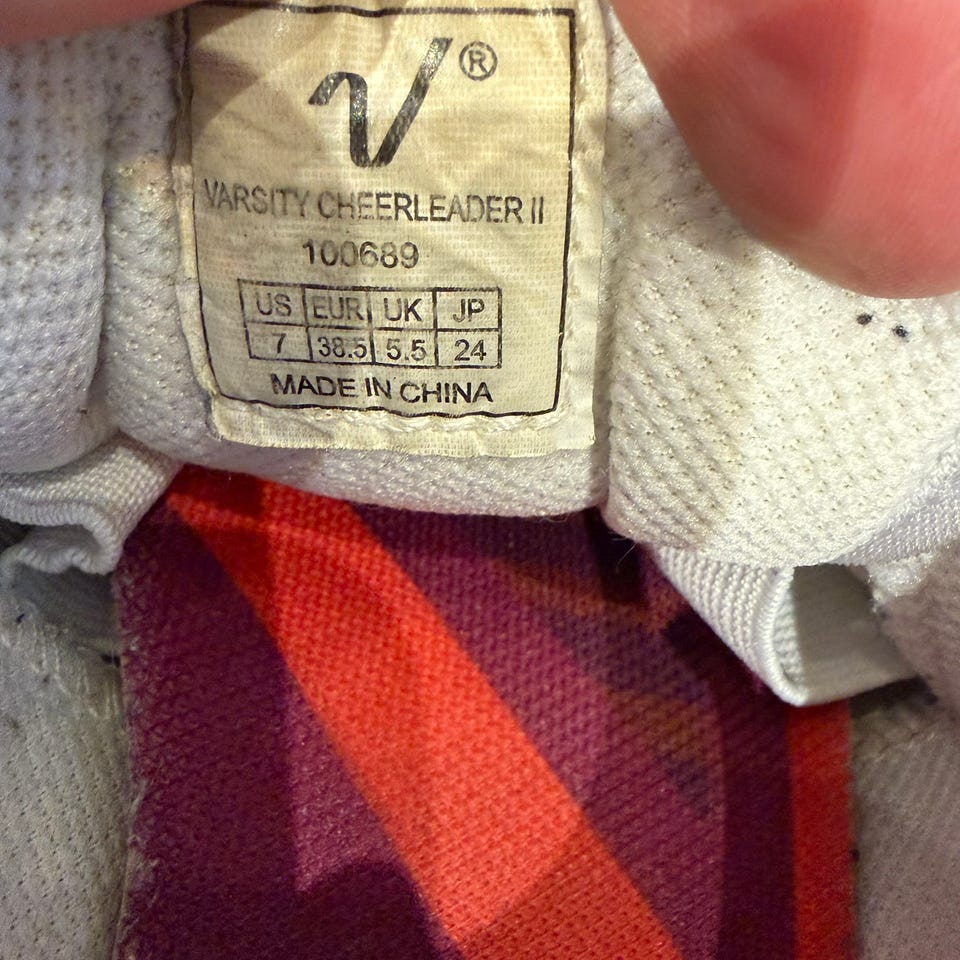 V®
VARSITY CHEERLEADER II
100689
US EUR UK JP
7 38.5 5.5 24
MADE IN CHINA